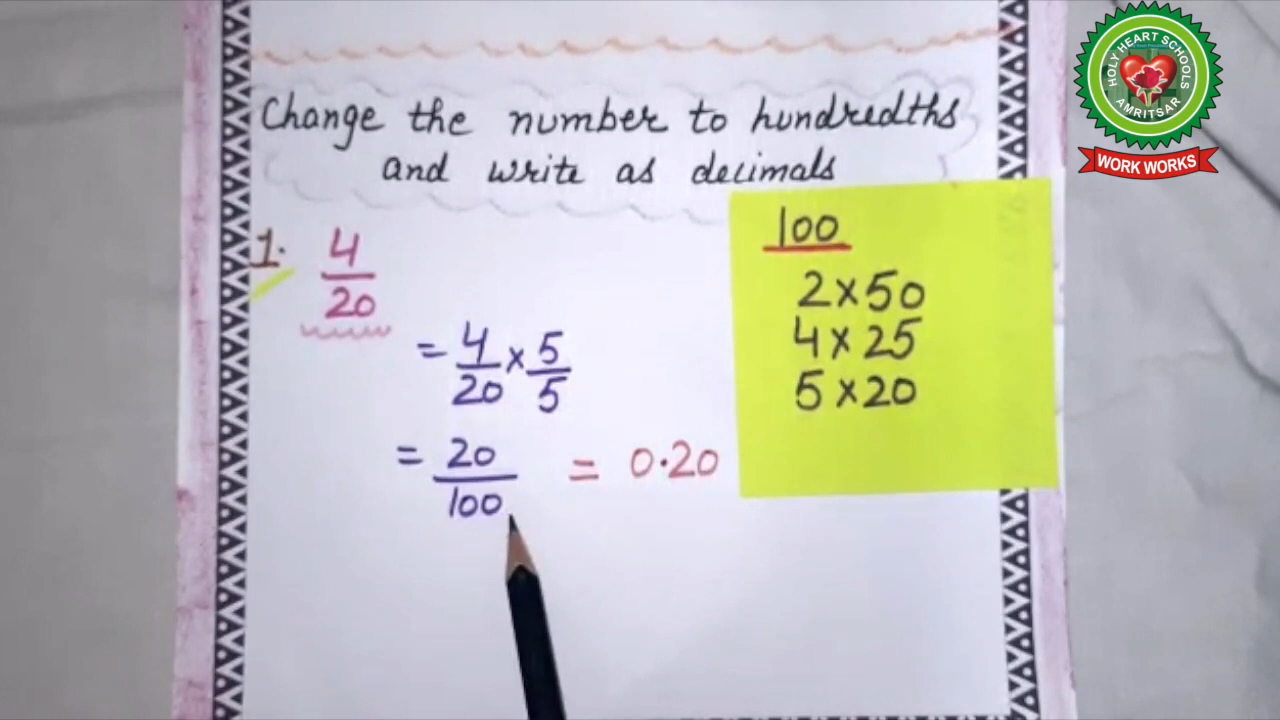 Change the number to hundredths
and write as decimals
1. 4/20
= 4/20 × 5/5
= 20/100 = 0.20
100
2×50
4×25
5×20
HOLY HEART SCHOOLS
AMRITSAR
WORK WORKS